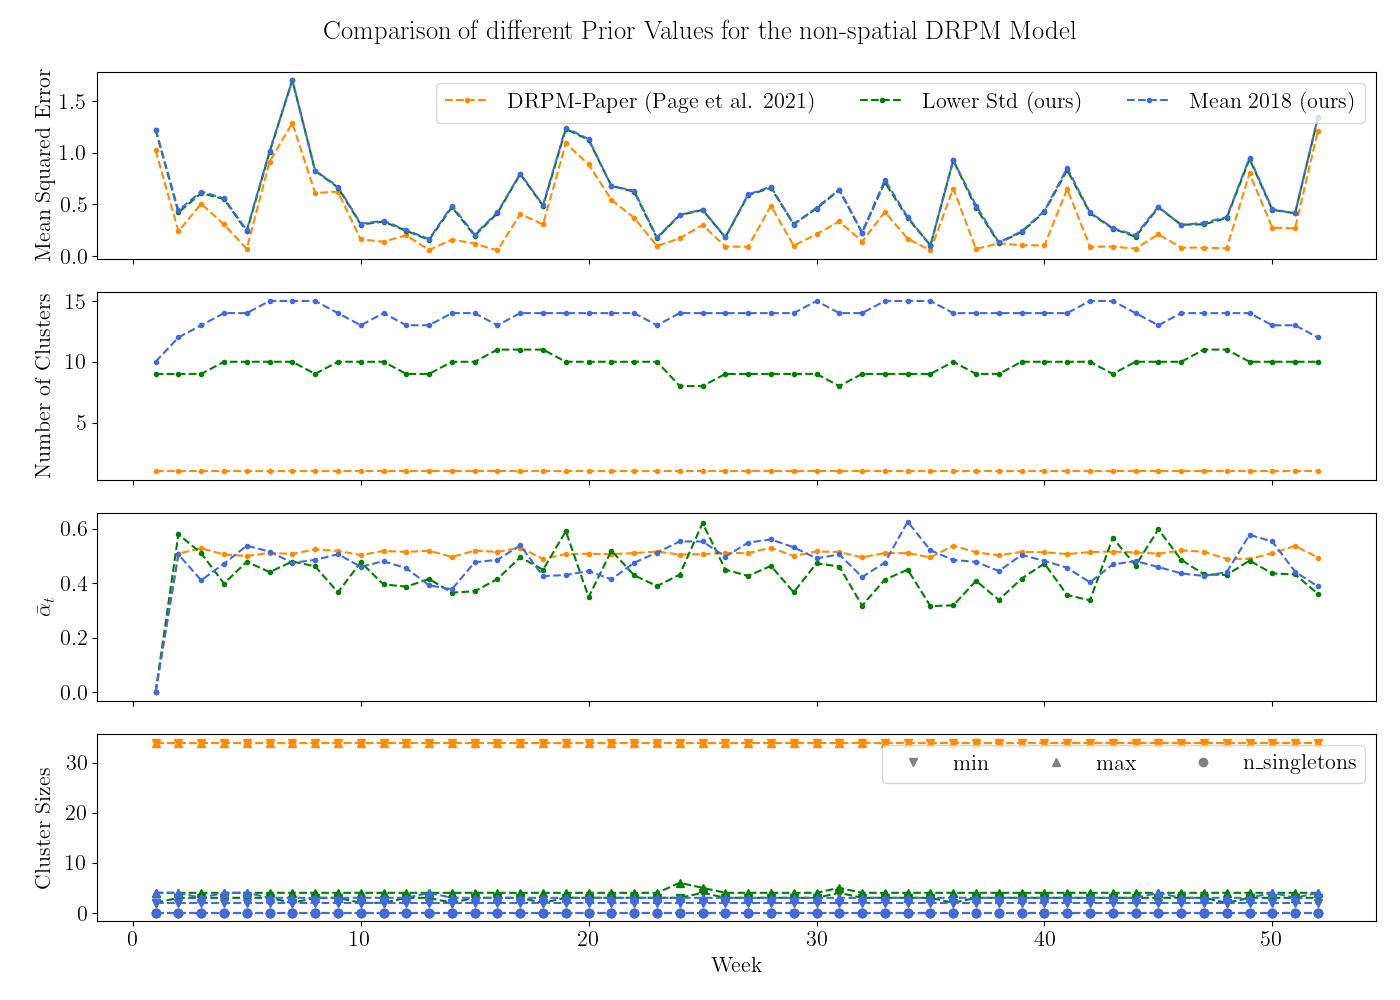 Comparison of different Prior Values for the non-spatial DRPM Model
Mean Squared Error
1.5
1.0
0.5
0.0
DRPM-Paper (Page et al. 2021)
Lower Std (ours)
Mean 2018 (ours)
Number of Clusters
15
10
5
ᾱ_t
0.6
0.4
0.2
0.0
Cluster Sizes
30
20
10
0
min
max
n_singletons
0
10
20
30
40
50
Week